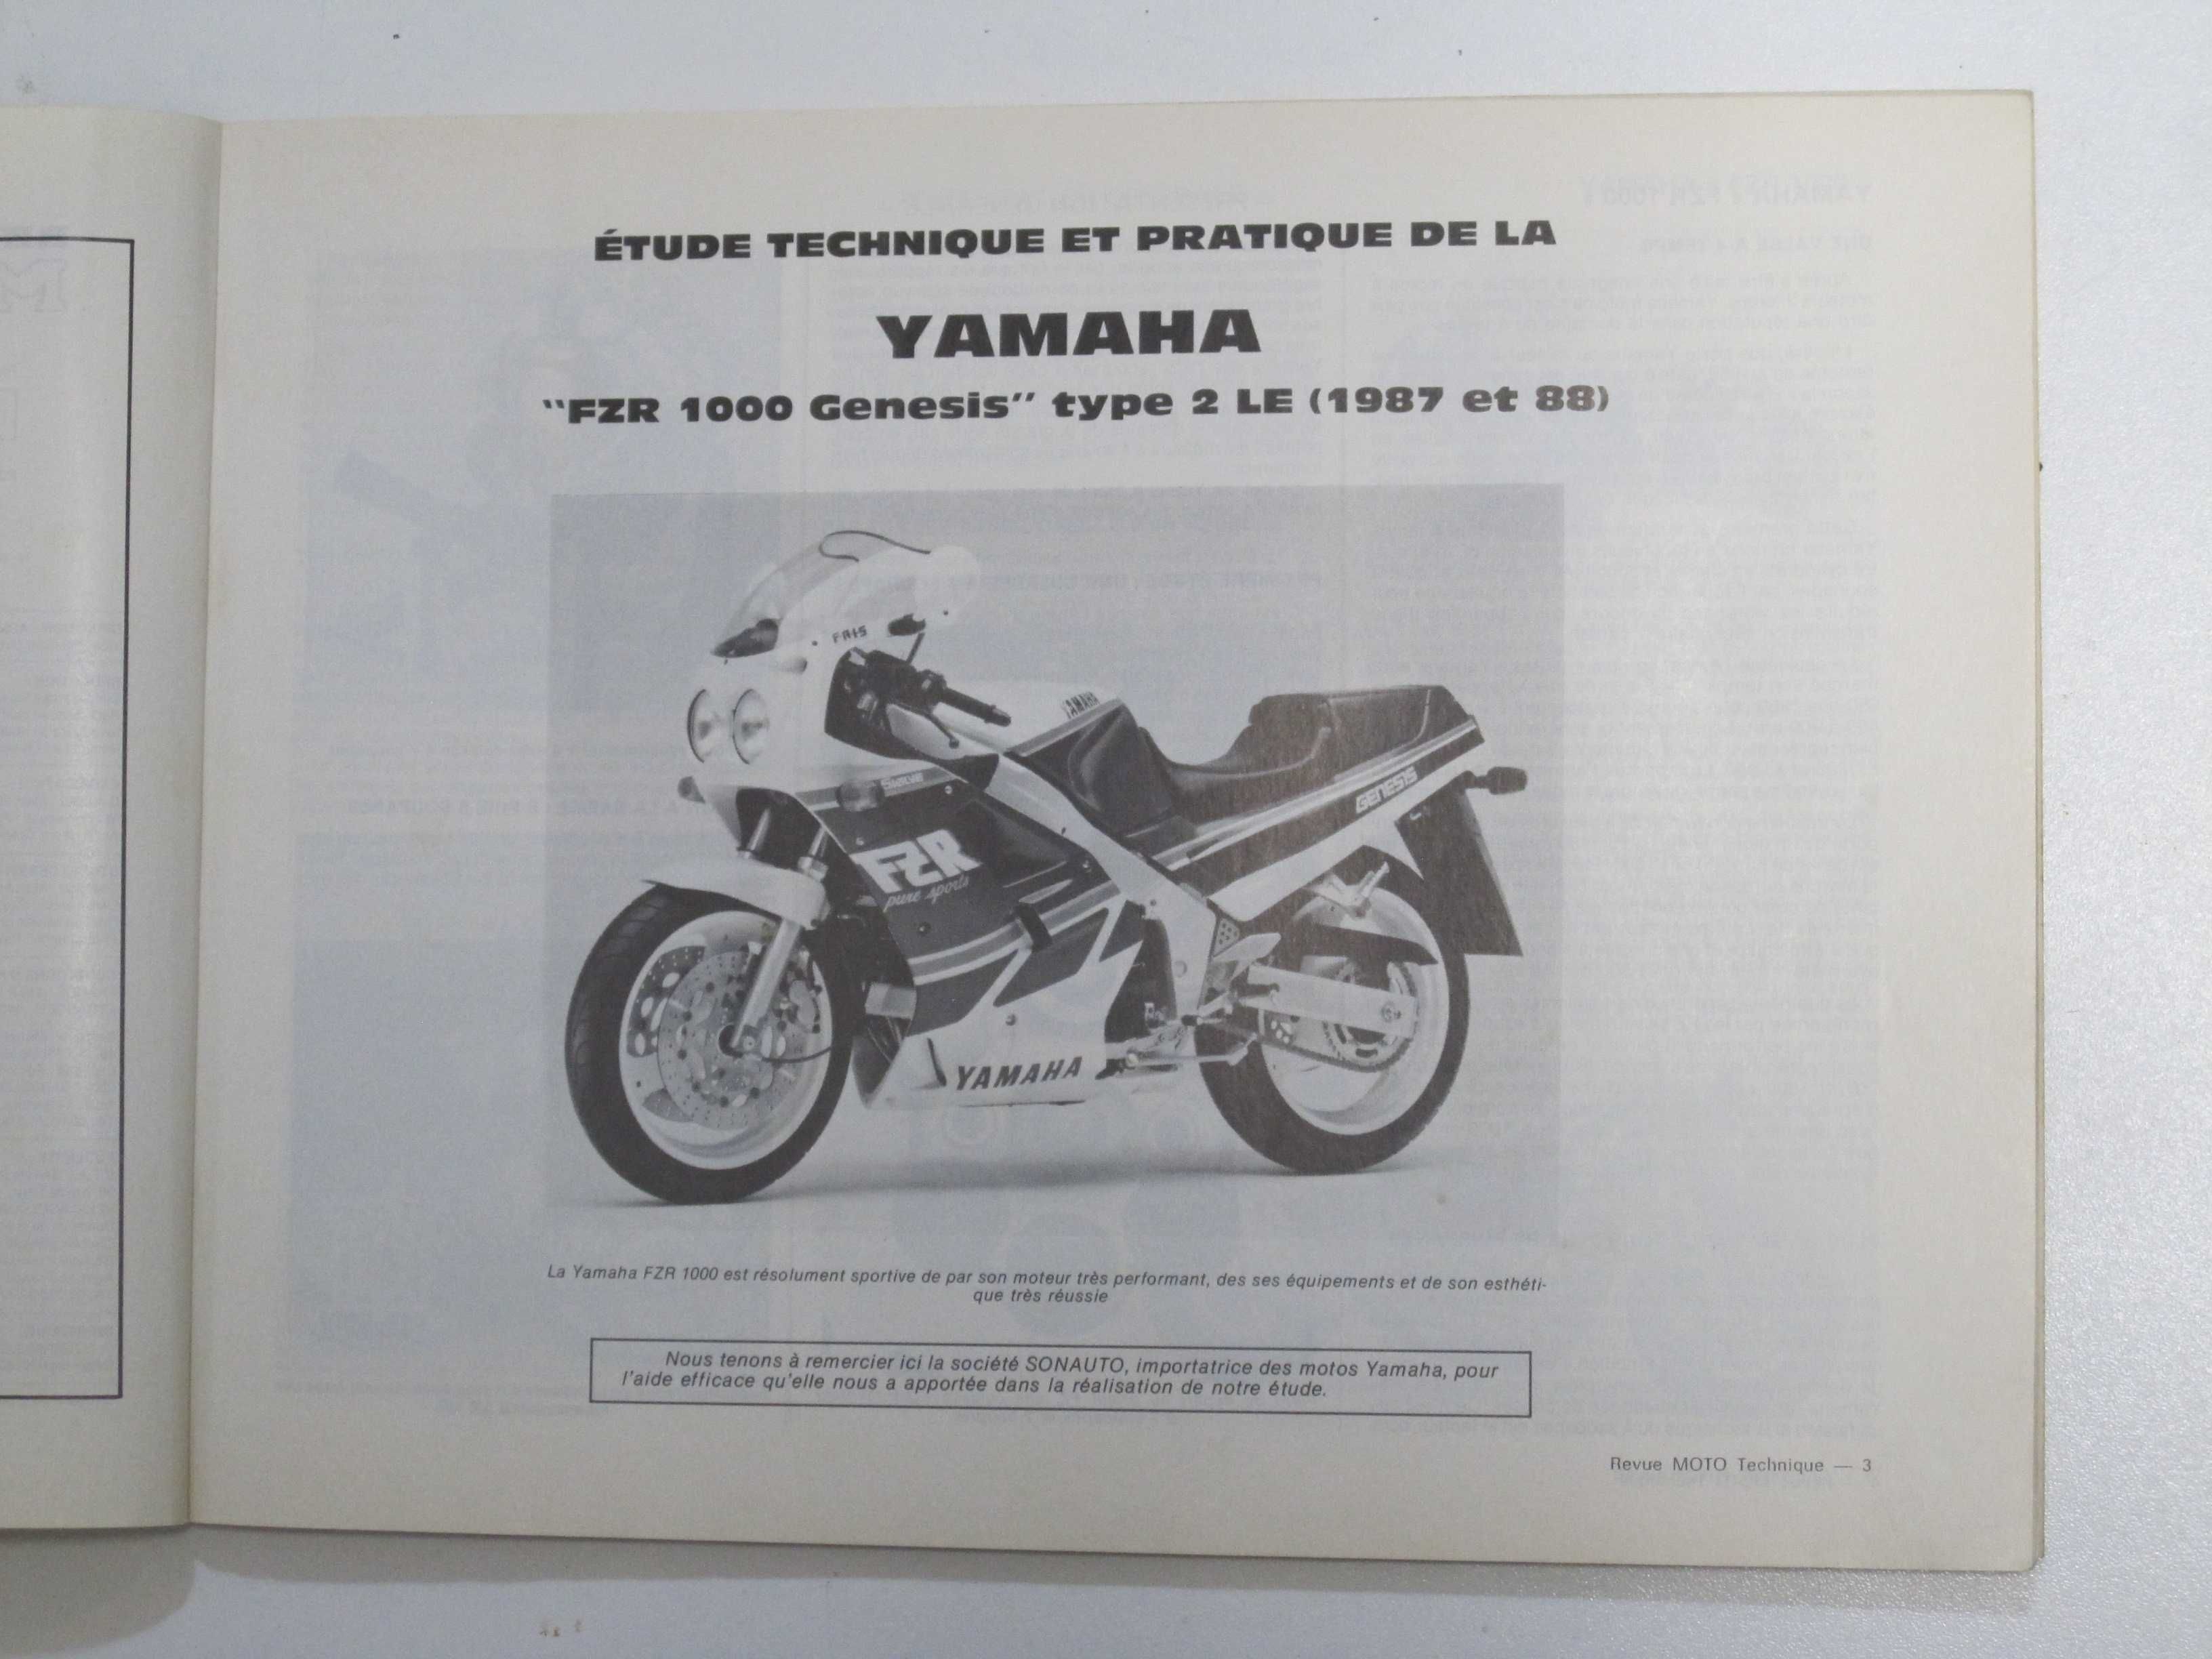 ÉTUDE TECHNIQUE ET PRATIQUE DE LA
YAMAHA
"FZR 1000 Genesis" type 2 LE (1987 et 88)
FAIS
YAMAHA
GENESIS
FZR
pure sports
YAMAHA
La Yamaha FZR 1000 est résolument sportive de par son moteur très performant, des ses équipements et de son esthéti-
que très réussie
Nous tenons à remercier ici la société SONAUTO, importatrice des motos Yamaha, pour
l'aide efficace qu'elle nous a apportée dans la réalisation de notre étude.
Revue MOTO Technique — 3